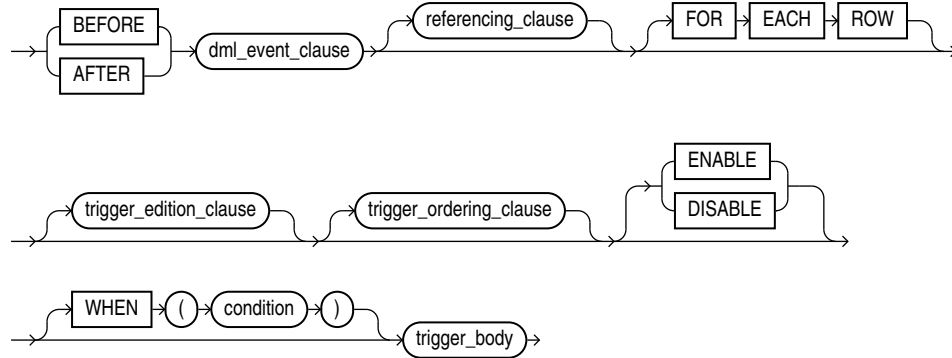 BEFORE
AFTER
dml_event_clause
referencing_clause
FOR EACH ROW
trigger_edition_clause
trigger_ordering_clause
ENABLE
DISABLE
WHEN ( condition )
trigger_body